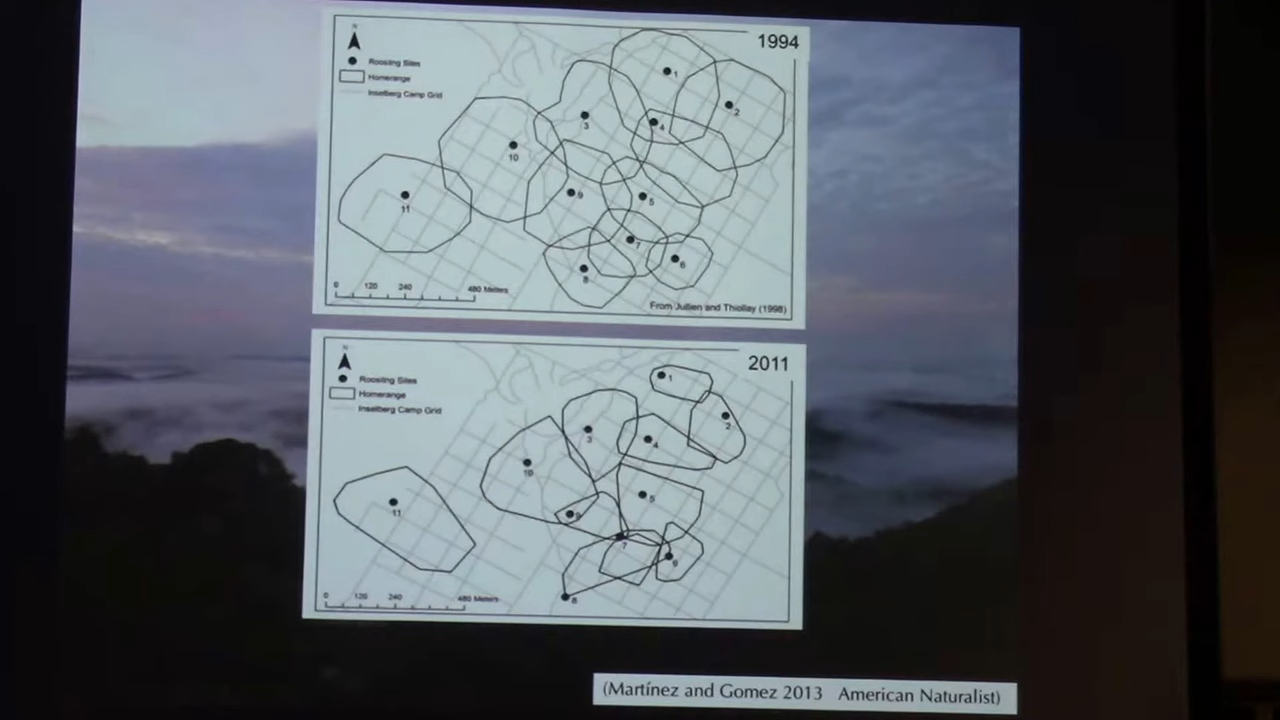 1994
N
Roosting Sites
Homerange
Inselberg Camp Grid
1
2
3
4
10
9
5
11
7
6
8
0 120 240 480 Meters
From Jullien and Thiollay (1998)
2011
N
Roosting Sites
Homerange
Inselberg Camp Grid
1
2
3
4
10
5
11
9
7
6
8
0 120 240 480 Meters
(Martínez and Gomez 2013 American Naturalist)